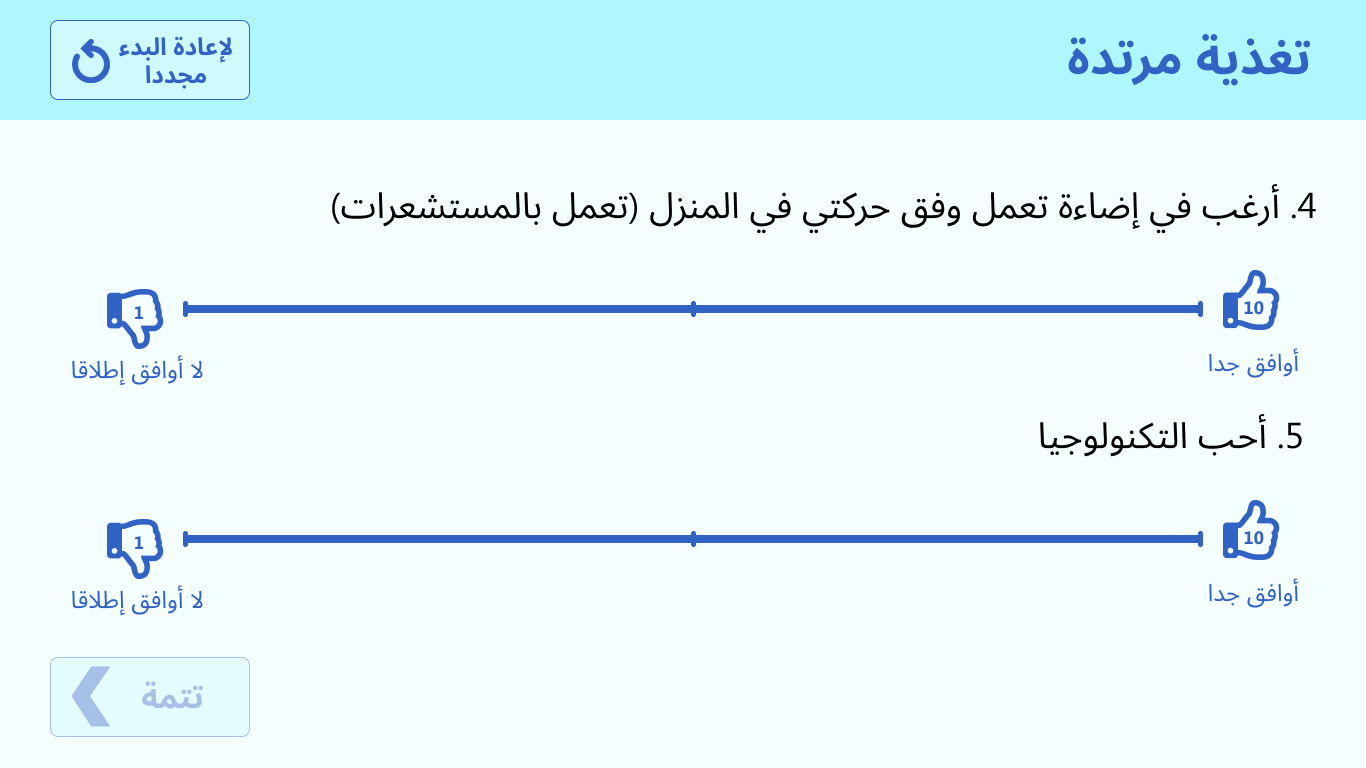 تغذية مرتدة
لإعادة البدء
مجددا
4. أرغب في إضاءة تعمل وفق حركتي في المنزل (تعمل بالمستشعرات)
10
1
أوافق جدا
لا أوافق إطلاقا
5. أحب التكنولوجيا
10
1
أوافق جدا
لا أوافق إطلاقا
تتمة